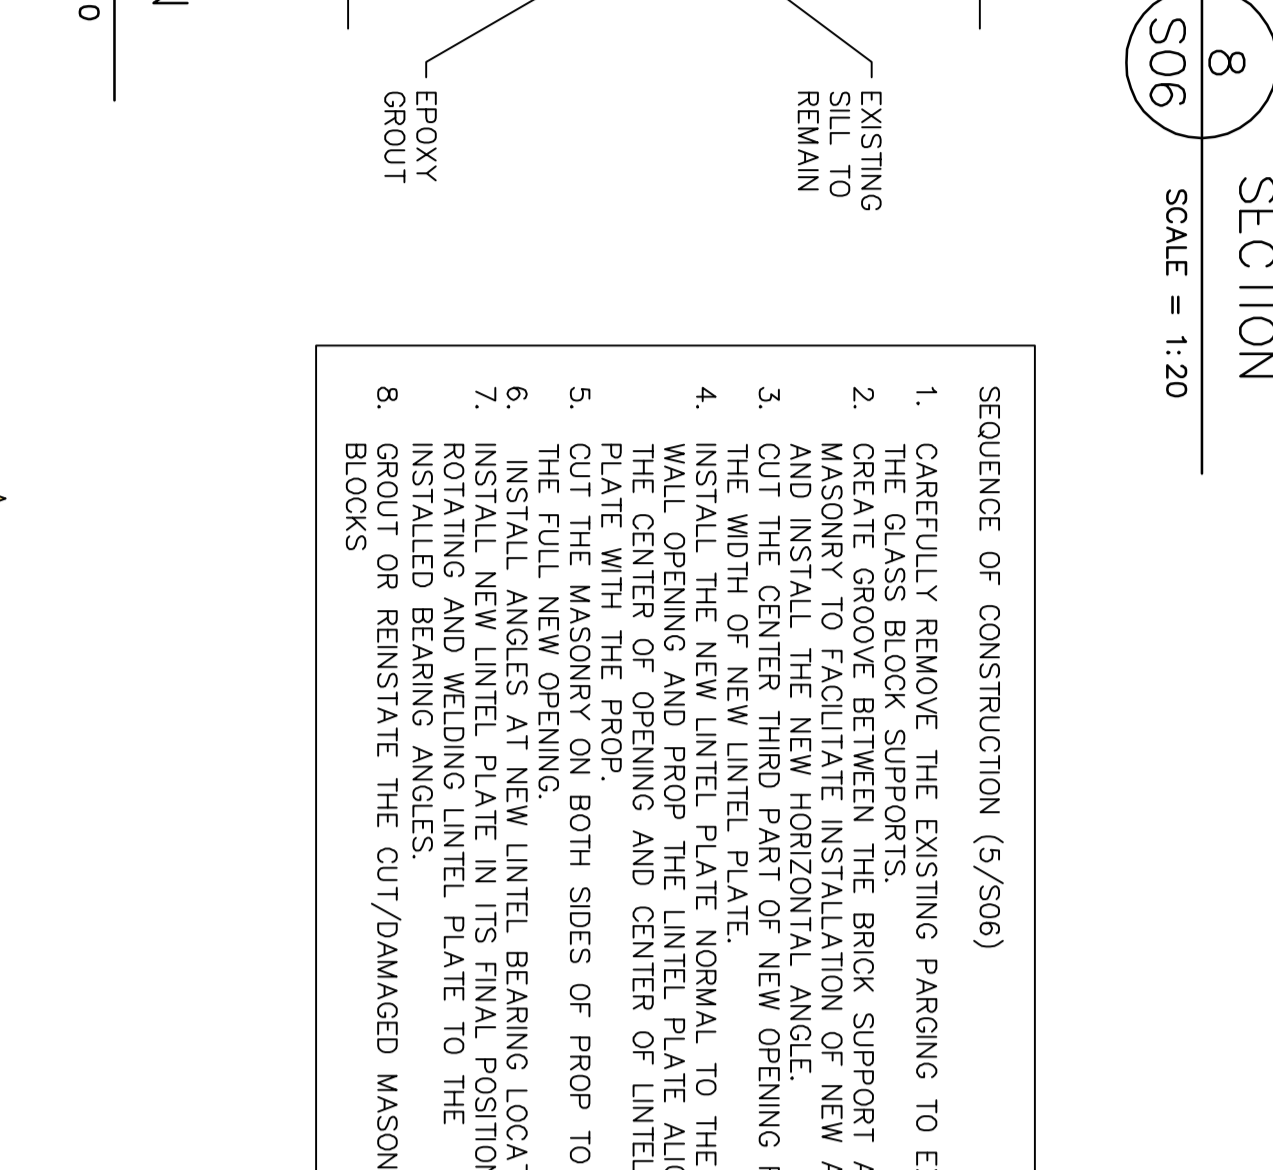 8
S06
SECTION
SCALE = 1:20
EXISTING
SILL TO
REMAIN
EPOXY
GROUT
0
SEQUENCE OF CONSTRUCTION (5/S06)
1. CAREFULLY REMOVE THE EXISTING PARGING TO
THE GLASS BLOCK SUPPORTS.
2. CREATE GROOVE BETWEEN THE BRICK SUPPORT
MASONRY TO FACILITATE INSTALLATION OF NEW
AND INSTALL THE NEW HORIZONTAL ANGLE.
3. CUT THE CENTER THIRD PART OF NEW OPENING
THE WIDTH OF NEW LINTEL PLATE.
4. INSTALL THE NEW LINTEL PLATE NORMAL TO THE
WALL OPENING AND PROP THE LINTEL PLATE
THE CENTER OF OPENING AND CENTER OF LINTEL
PLATE WITH THE PROP.
5. CUT THE MASONRY ON BOTH SIDES OF PROP TO
THE FULL NEW OPENING.
6. INSTALL ANGLES AT NEW LINTEL BEARING
7. INSTALL NEW LINTEL PLATE IN ITS FINAL POSITION
ROTATING AND WELDING LINTEL PLATE TO THE
INSTALLED BEARING ANGLES.
8. GROUT OR REINSTATE THE CUT/DAMAGED
BLOCKS